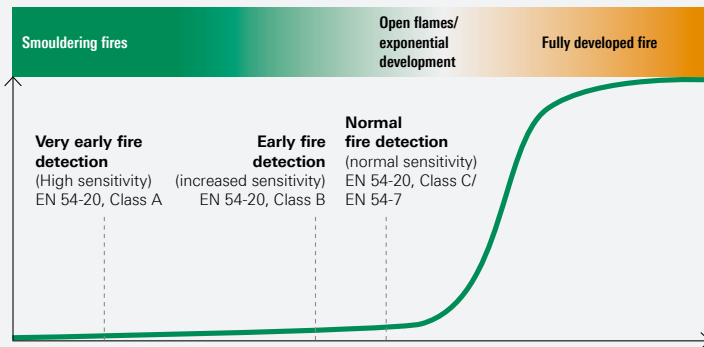 Smouldering fires
Open flames/
exponential
development
Fully developed fire
Very early fire
detection
(High sensitivity)
EN 54-20, Class A
Early fire
detection
(increased sensitivity)
EN 54-20, Class B
Normal
fire detection
(normal sensitivity)
EN 54-20, Class C/
EN 54-7